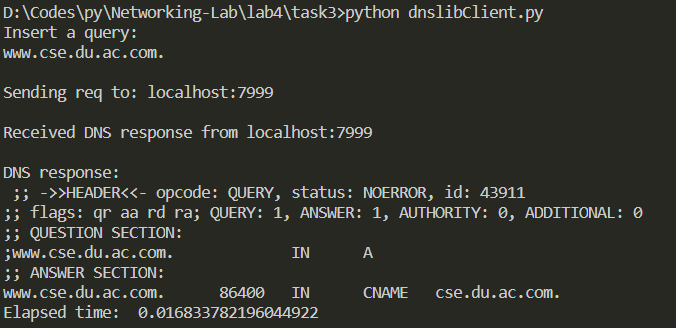 D:\Codes\py\Networking-Lab\lab4\task3>python dnslibClient.py
Insert a query:
www.cse.du.ac.com.
Sending req to: localhost:7999
Received DNS response from localhost:7999
DNS response:
 ;; ->>HEADER<<- opcode: QUERY, status: NOERROR, id: 43911
;; flags: qr aa rd ra; QUERY: 1, ANSWER: 1, AUTHORITY: 0, ADDITIONAL: 0
;; QUESTION SECTION:
;www.cse.du.ac.com.             IN      A
;; ANSWER SECTION:
www.cse.du.ac.com.      86400   IN      CNAME   cse.du.ac.com.
Elapsed time:  0.016833782196044922